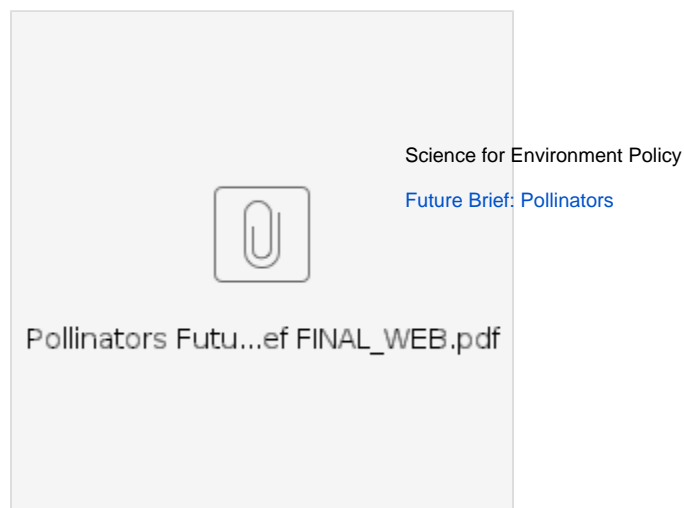 Science for Environment Policy
Future Brief: Pollinators
Pollinators Futu...ef FINAL_WEB.pdf